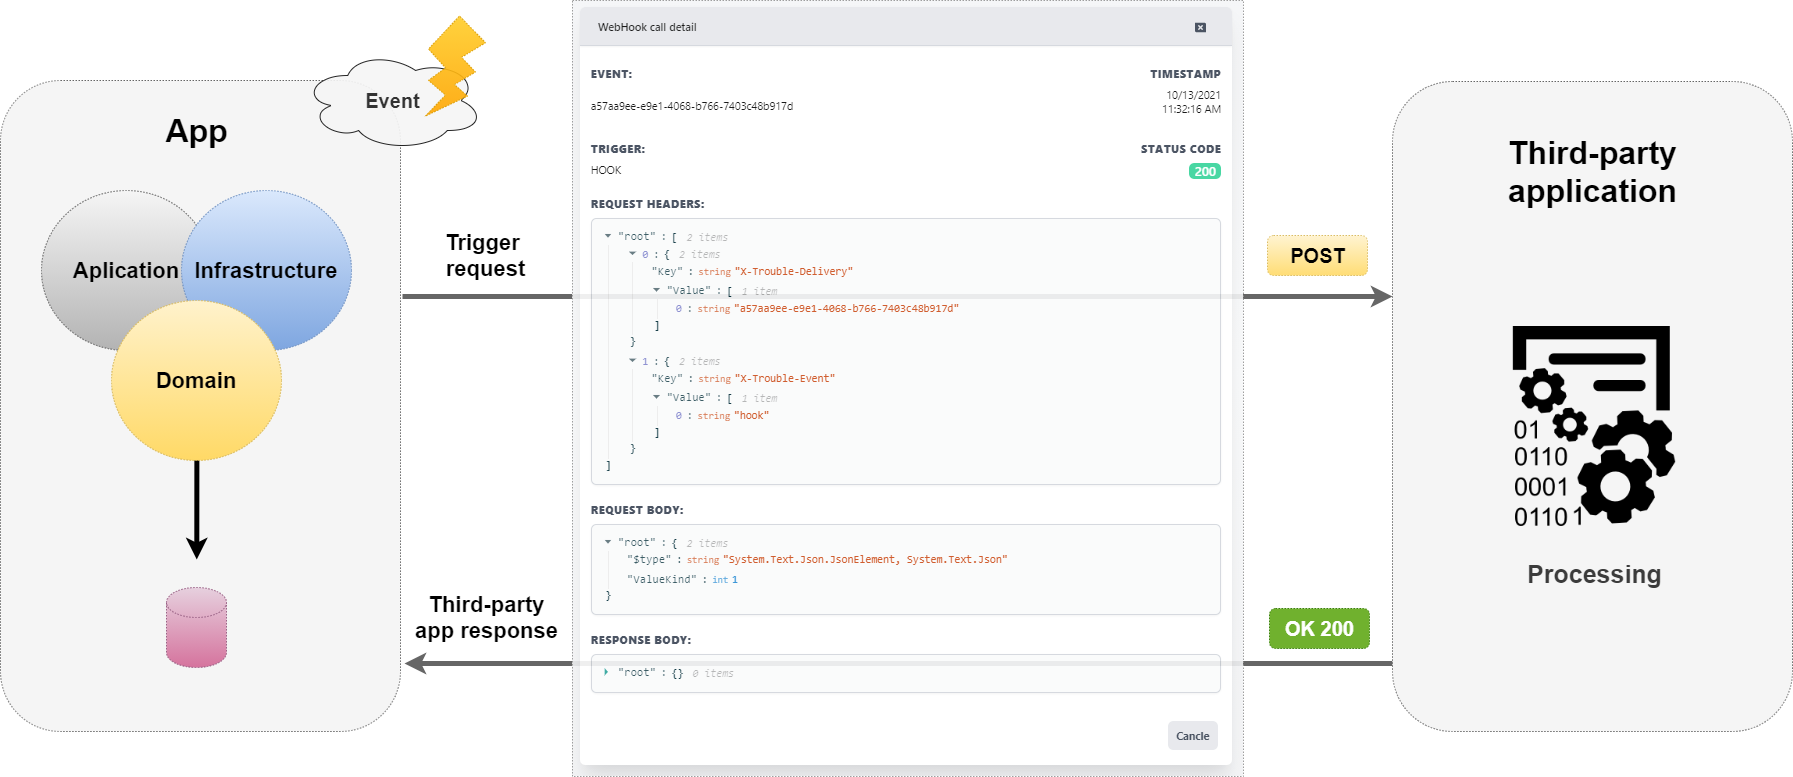 Event
App
Aplication
Infrastructure
Domain
Trigger
request
Third-party
app response
WebHook call detail
EVENT:
TIMESTAMP
a57aa9ee-e9e1-4068-b766-7403c48b917d
10/13/2021
11:32:16 AM
TRIGGER:
STATUS CODE
HOOK
200
REQUEST HEADERS:
"root" : [ 2 items
0 : { 2 items
"Key" : string "X-Trouble-Delivery"
"Value" : [ 1 item
0 : string "a57aa9ee-e9e1-4068-b766-7403c48b917d"
]
}
1 : { 2 items
"Key" : string "X-Trouble-Event"
"Value" : [ 1 item
0 : string "hook"
]
}
]
REQUEST BODY:
"root" : { 2 items
"$type" : string "System.Text.Json.JsonElement, System.Text.Json"
"ValueKind" : int 1
}
RESPONSE BODY:
"root" : {} 0 items
Cancle
POST
OK 200
Third-party
application
01
0110
0001
01101
Processing